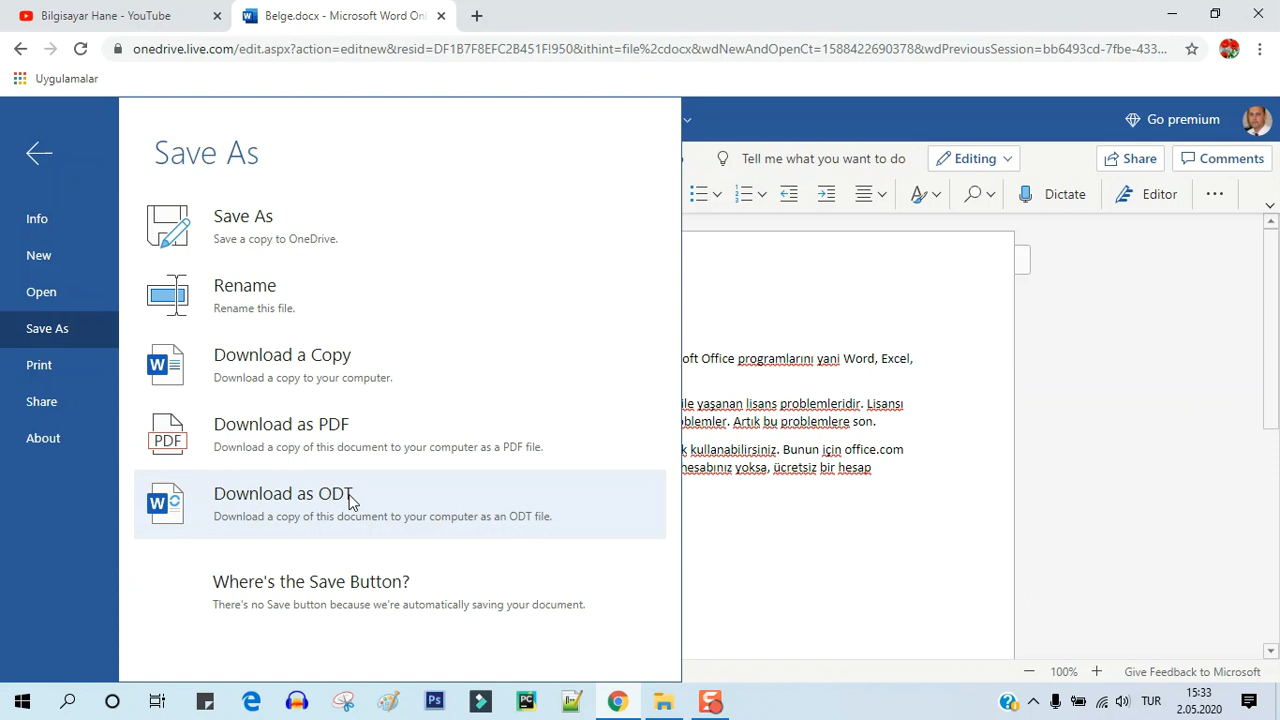 Bilgisayar Hane - YouTube
Belge.docx - Microsoft Word Onli
onedrive.live.com/edit.aspx?action=editnew&resid=DF1B7F8EFC2B451F!950&ithint=file%2cdocx&wdNewAndOpenCt=1588422690378&wdPreviousSession=bb6493cd-7fbe-433...
Uygulamalar
Save As
Go premium
Info
New
Open
Save As
Print
Share
About
Save As
Save a copy to OneDrive.
Rename
Rename this file.
Download a Copy
Download a copy to your computer.
Download as PDF
PDF
Download a copy of this document to your computer as a PDF file.
Download as ODT
Download a copy of this document to your computer as an ODT file.
Where's the Save Button?
There's no Save button because we're automatically saving your document.
Tell me what you want to do
Editing
Share
Comments
Dictate
Editor
soft Office programlarını yani Word, Excel,
ile yaşanan lisans problemleridir. Lisansı
oblemler. Artık bu problemlere son.
k kullanabilirsiniz. Bunun için office.com
hesabınız yoksa, ücretsiz bir hesap
100%
Give Feedback to Microsoft
Ps
PC
TUR
15:33
2.05.2020